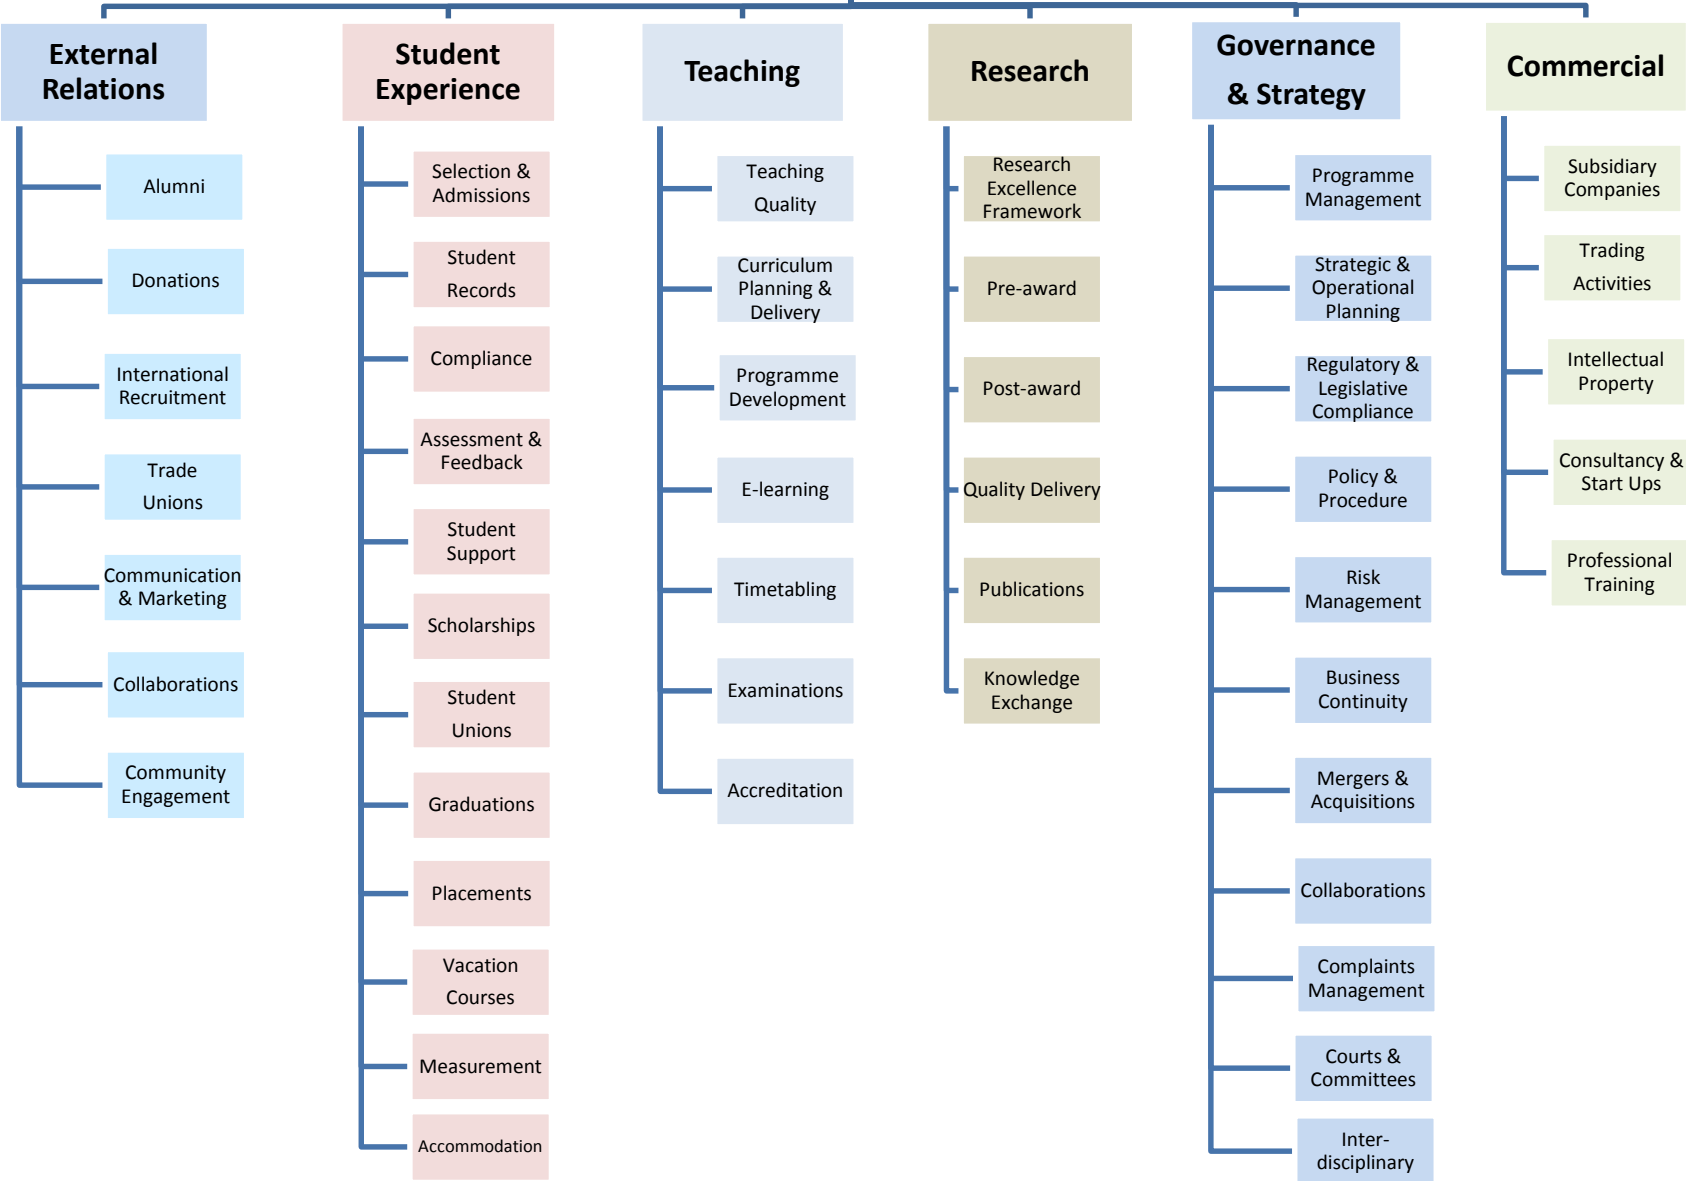 External
Relations
Alumni
Donations
International
Recruitment
Trade
Unions
Communication
& Marketing
Collaborations
Community
Engagement
Student
Experience
Selection &
Admissions
Student
Records
Compliance
Assessment &
Feedback
Student
Support
Scholarships
Student
Unions
Graduations
Placements
Vacation
Courses
Measurement
Accommodation
Teaching
Teaching
Quality
Curriculum
Planning &
Delivery
Programme
Development
E-learning
Timetabling
Examinations
Accreditation
Research
Research
Excellence
Framework
Pre-award
Post-award
Quality Delivery
Publications
Knowledge
Exchange
Governance
& Strategy
Programme
Management
Strategic &
Operational
Planning
Regulatory &
Legislative
Compliance
Policy &
Procedure
Risk
Management
Business
Continuity
Mergers &
Acquisitions
Collaborations
Complaints
Management
Courts &
Committees
Inter-
disciplinary
Commercial
Subsidiary
Companies
Trading
Activities
Intellectual
Property
Consultancy &
Start Ups
Professional
Training